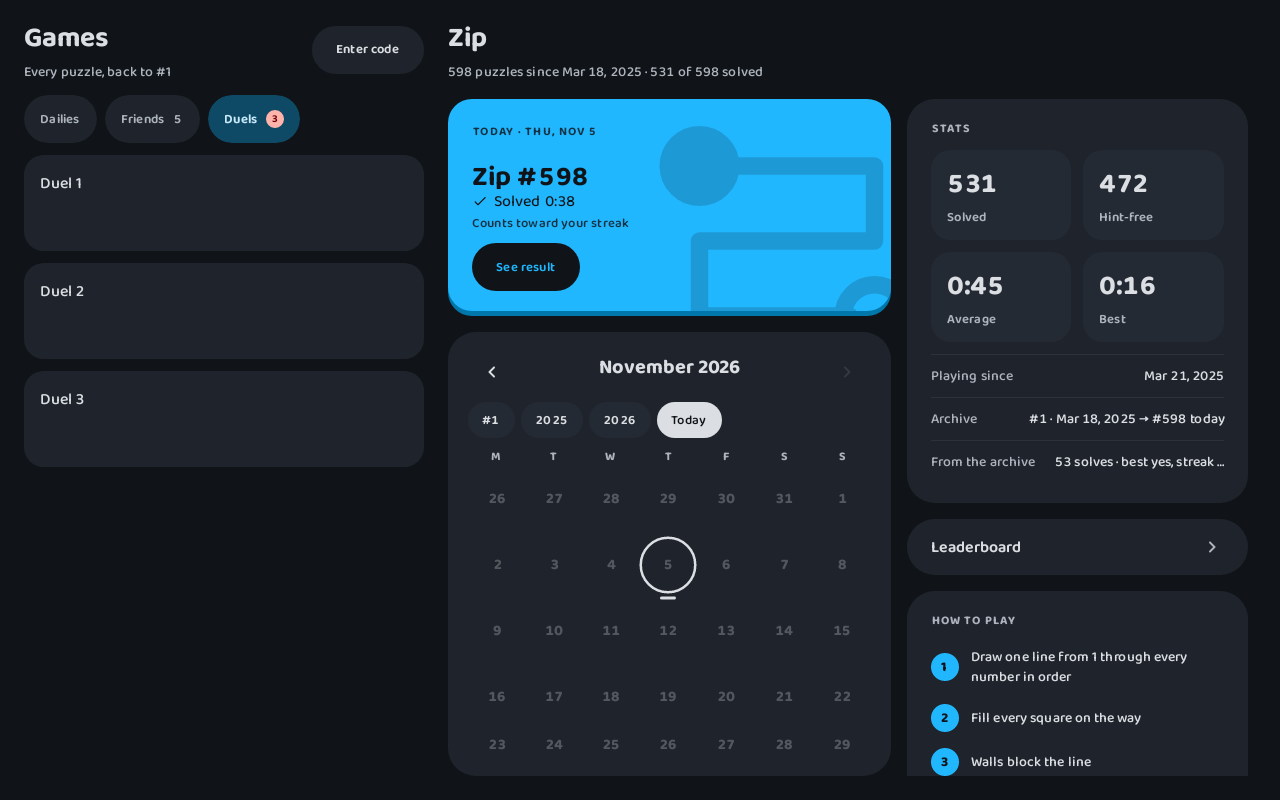 Games
Enter code
Every puzzle, back to #1
Dailies
Friends 5
Duels 3
Duel 1
Duel 2
Duel 3
Zip
598 puzzles since Mar 18, 2025 · 531 of 598 solved
TODAY · THU, NOV 5
Zip #598
Solved 0:38
Counts toward your streak
See result
November 2026
#1 2025 2026 Today
M T W T F S S
26 27 28 29 30 31 1
2 3 4 5 6 7 8
9 10 11 12 13 14 15
16 17 18 19 20 21 22
23 24 25 26 27 28 29
STATS
531
Solved
472
Hint-free
0:45
Average
0:16
Best
Playing since Mar 21, 2025
Archive #1 · Mar 18, 2025 → #598 today
From the archive 53 solves · best yes, streak ...
Leaderboard
HOW TO PLAY
1 Draw one line from 1 through every
number in order
2 Fill every square on the way
3 Walls block the line